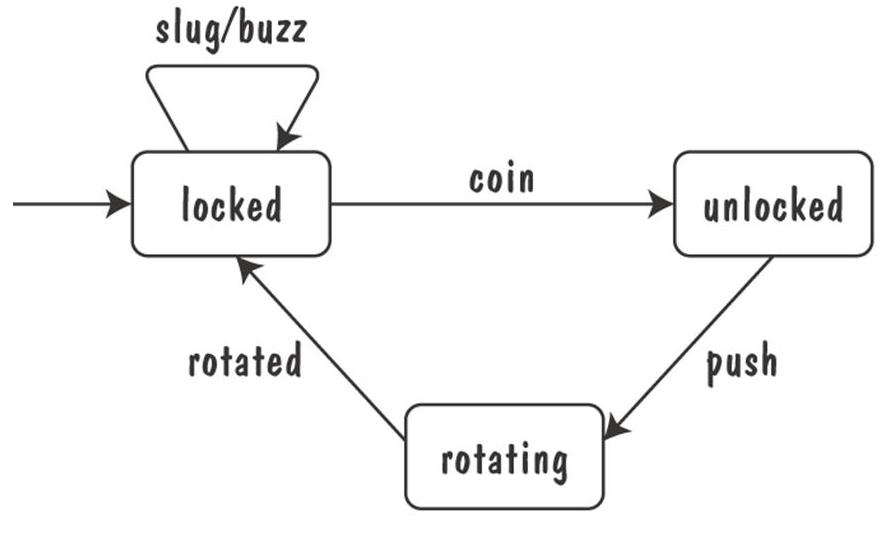 slug/buzz
coin
locked
unlocked
rotated
push
rotating